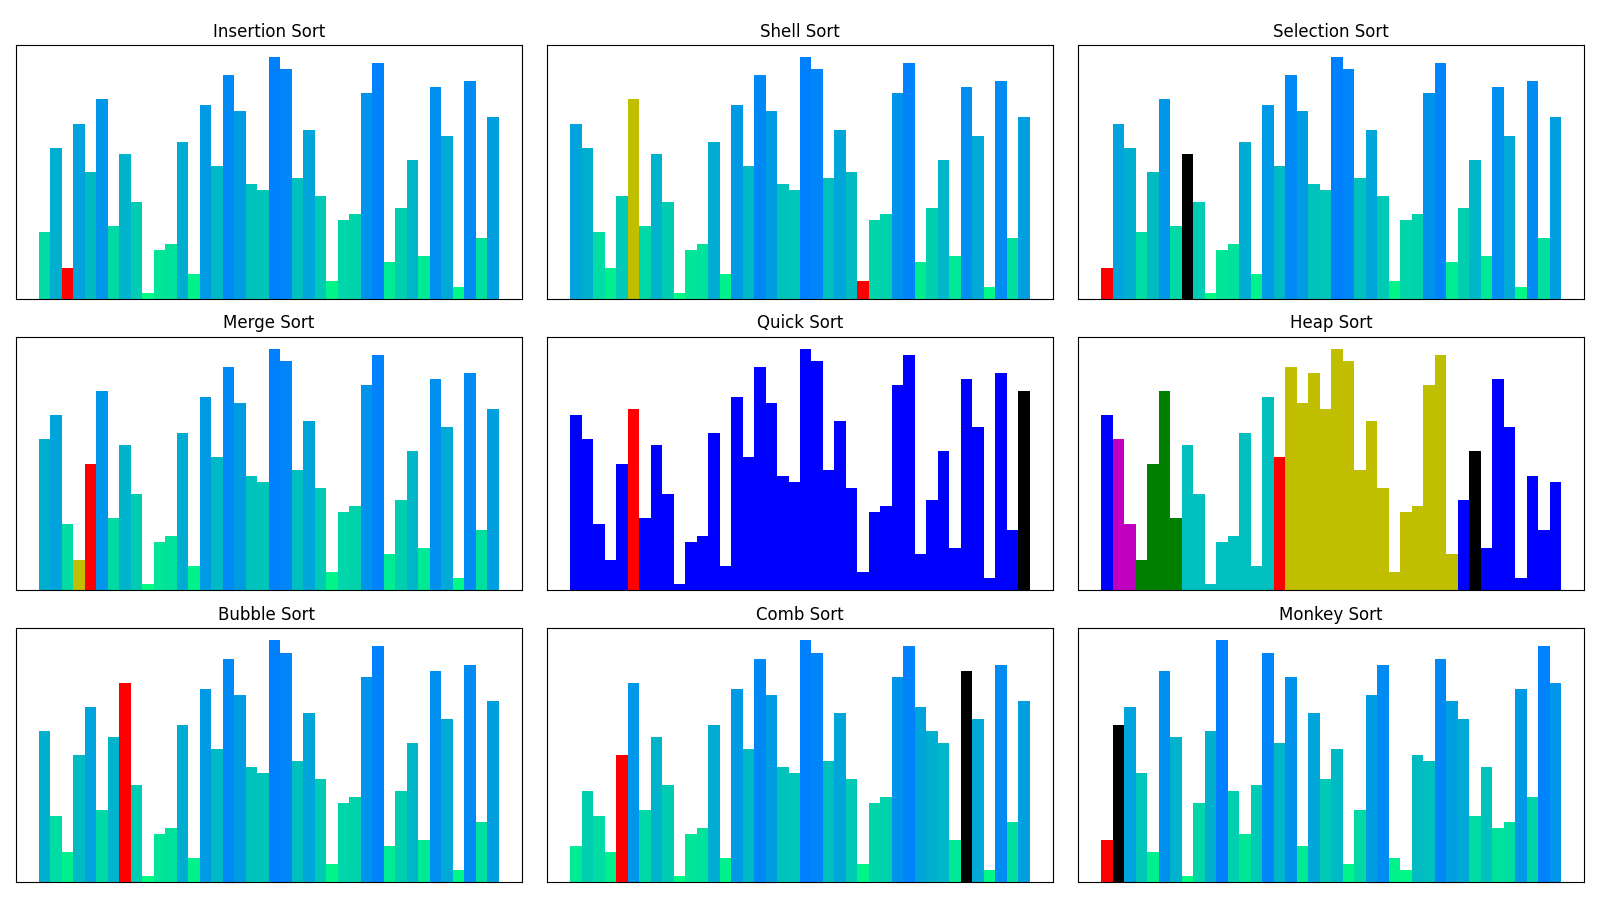 Insertion Sort
Shell Sort
Selection Sort
Merge Sort
Quick Sort
Heap Sort
Bubble Sort
Comb Sort
Monkey Sort